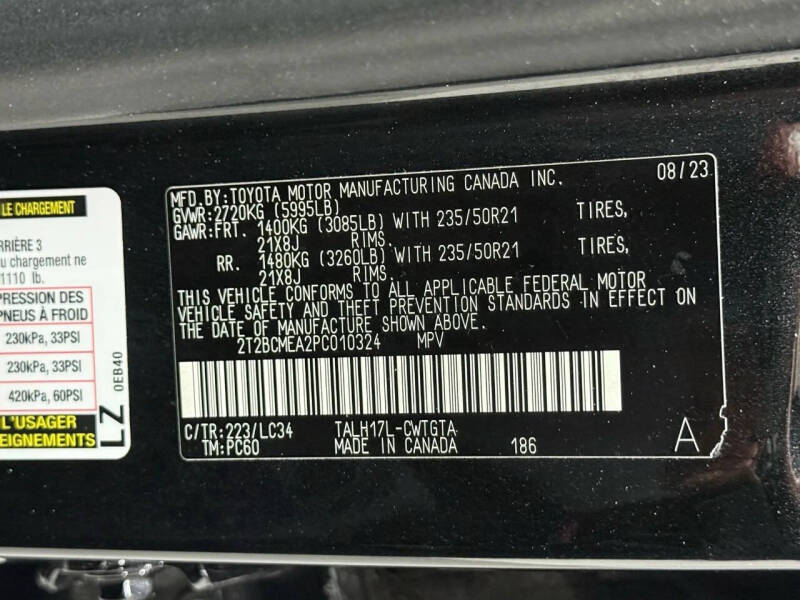 LE CHARGEMENT
RRIÈRE 3
u chargement ne
1110 lb.
PRESSION DES
PNEUS À FROID
230kPa, 33PSI
230kPa, 33PSI
420kPa, 60PSI
L'USAGER
EIGNEMENTS
LZ 0EB40
MFD.BY:TOYOTA MOTOR MANUFACTURING CANADA INC. 08/23
GVWR:2720KG (5995LB)
GAWR:FRT. 1400KG (3085LB) WITH 235/50R21 TIRES,
21X8J RIMS.
RR. 1480KG (3260LB) WITH 235/50R21 TIRES,
21X8J RIMS.
THIS VEHICLE CONFORMS TO ALL APPLICABLE FEDERAL MOTOR
VEHICLE SAFETY AND THEFT PREVENTION STANDARDS IN EFFECT ON
THE DATE OF MANUFACTURE SHOWN ABOVE.
2T2BCMEA2PC010324 MPV
C/TR:223/LC34 TALH17L-CWTGTA
TM:PC60 MADE IN CANADA 186 A